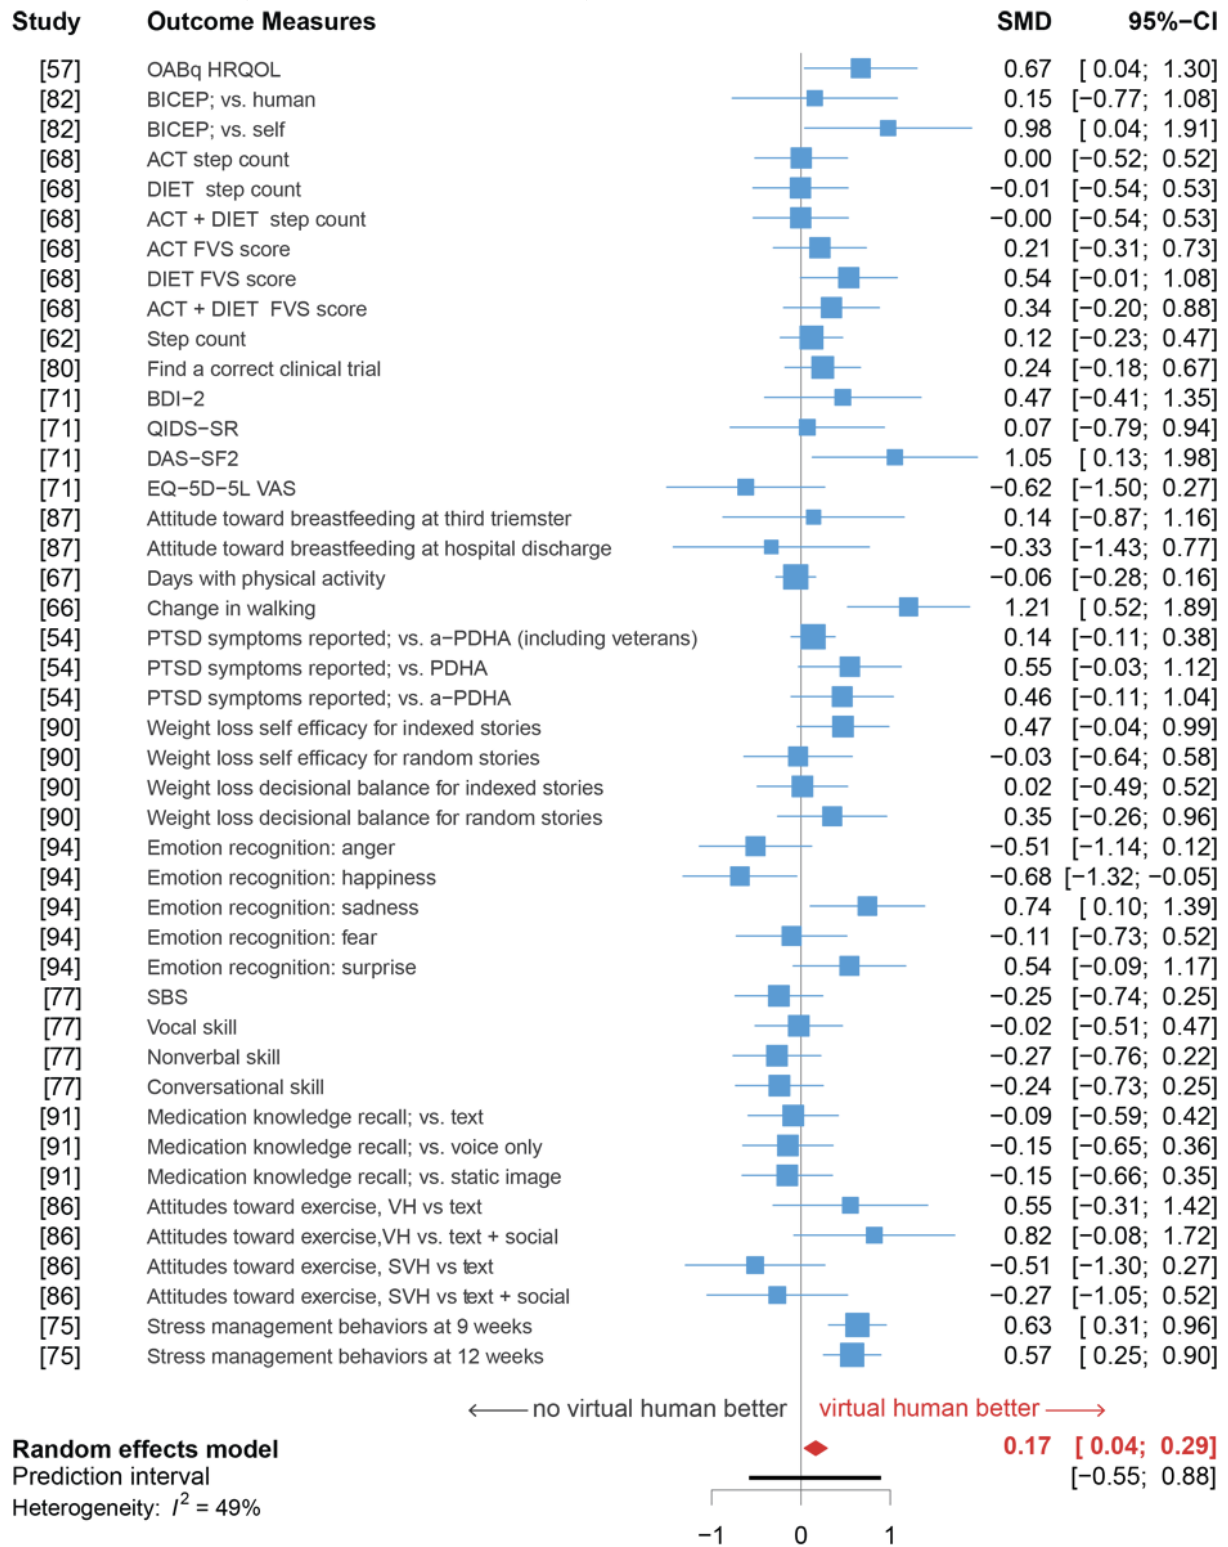 Study Outcome Measures SMD 95%−CI
[57] OABq HRQOL 0.67 [ 0.04; 1.30]
[82] BICEP; vs. human 0.15 [−0.77; 1.08]
[82] BICEP; vs. self 0.98 [ 0.04; 1.91]
[68] ACT step count 0.00 [−0.52; 0.52]
[68] DIET step count −0.01 [−0.54; 0.53]
[68] ACT + DIET step count −0.00 [−0.54; 0.53]
[68] ACT FVS score 0.21 [−0.31; 0.73]
[68] DIET FVS score 0.54 [−0.01; 1.08]
[68] ACT + DIET FVS score 0.34 [−0.20; 0.88]
[62] Step count 0.12 [−0.23; 0.47]
[80] Find a correct clinical trial 0.24 [−0.18; 0.67]
[71] BDI−2 0.47 [−0.41; 1.35]
[71] QIDS−SR 0.07 [−0.79; 0.94]
[71] DAS−SF2 1.05 [ 0.13; 1.98]
[71] EQ−5D−5L VAS −0.62 [−1.50; 0.27]
[87] Attitude toward breastfeeding at third triemster 0.14 [−0.87; 1.16]
[87] Attitude toward breastfeeding at hospital discharge −0.33 [−1.43; 0.77]
[67] Days with physical activity −0.06 [−0.28; 0.16]
[66] Change in walking 1.21 [ 0.52; 1.89]
[54] PTSD symptoms reported; vs. a−PDHA (including veterans) 0.14 [−0.11; 0.38]
[54] PTSD symptoms reported; vs. PDHA 0.55 [−0.03; 1.12]
[54] PTSD symptoms reported; vs. a−PDHA 0.46 [−0.11; 1.04]
[90] Weight loss self efficacy for indexed stories 0.47 [−0.04; 0.99]
[90] Weight loss self efficacy for random stories −0.03 [−0.64; 0.58]
[90] Weight loss decisional balance for indexed stories 0.02 [−0.49; 0.52]
[90] Weight loss decisional balance for random stories 0.35 [−0.26; 0.96]
[94] Emotion recognition: anger −0.51 [−1.14; 0.12]
[94] Emotion recognition: happiness −0.68 [−1.32; −0.05]
[94] Emotion recognition: sadness 0.74 [ 0.10; 1.39]
[94] Emotion recognition: fear −0.11 [−0.73; 0.52]
[94] Emotion recognition: surprise 0.54 [−0.09; 1.17]
[77] SBS −0.25 [−0.74; 0.25]
[77] Vocal skill −0.02 [−0.51; 0.47]
[77] Nonverbal skill −0.27 [−0.76; 0.22]
[77] Conversational skill −0.24 [−0.73; 0.25]
[91] Medication knowledge recall; vs. text −0.09 [−0.59; 0.42]
[91] Medication knowledge recall; vs. voice only −0.15 [−0.65; 0.36]
[91] Medication knowledge recall; vs. static image −0.15 [−0.66; 0.35]
[86] Attitudes toward exercise, VH vs text 0.55 [−0.31; 1.42]
[86] Attitudes toward exercise,VH vs. text + social 0.82 [−0.08; 1.72]
[86] Attitudes toward exercise, SVH vs text −0.51 [−1.30; 0.27]
[86] Attitudes toward exercise, SVH vs text + social −0.27 [−1.05; 0.52]
[75] Stress management behaviors at 9 weeks 0.63 [ 0.31; 0.96]
[75] Stress management behaviors at 12 weeks 0.57 [ 0.25; 0.90]
no virtual human better virtual human better
Random effects model 0.17 [ 0.04; 0.29]
Prediction interval [−0.55; 0.88]
Heterogeneity: I² = 49%
−1 0 1